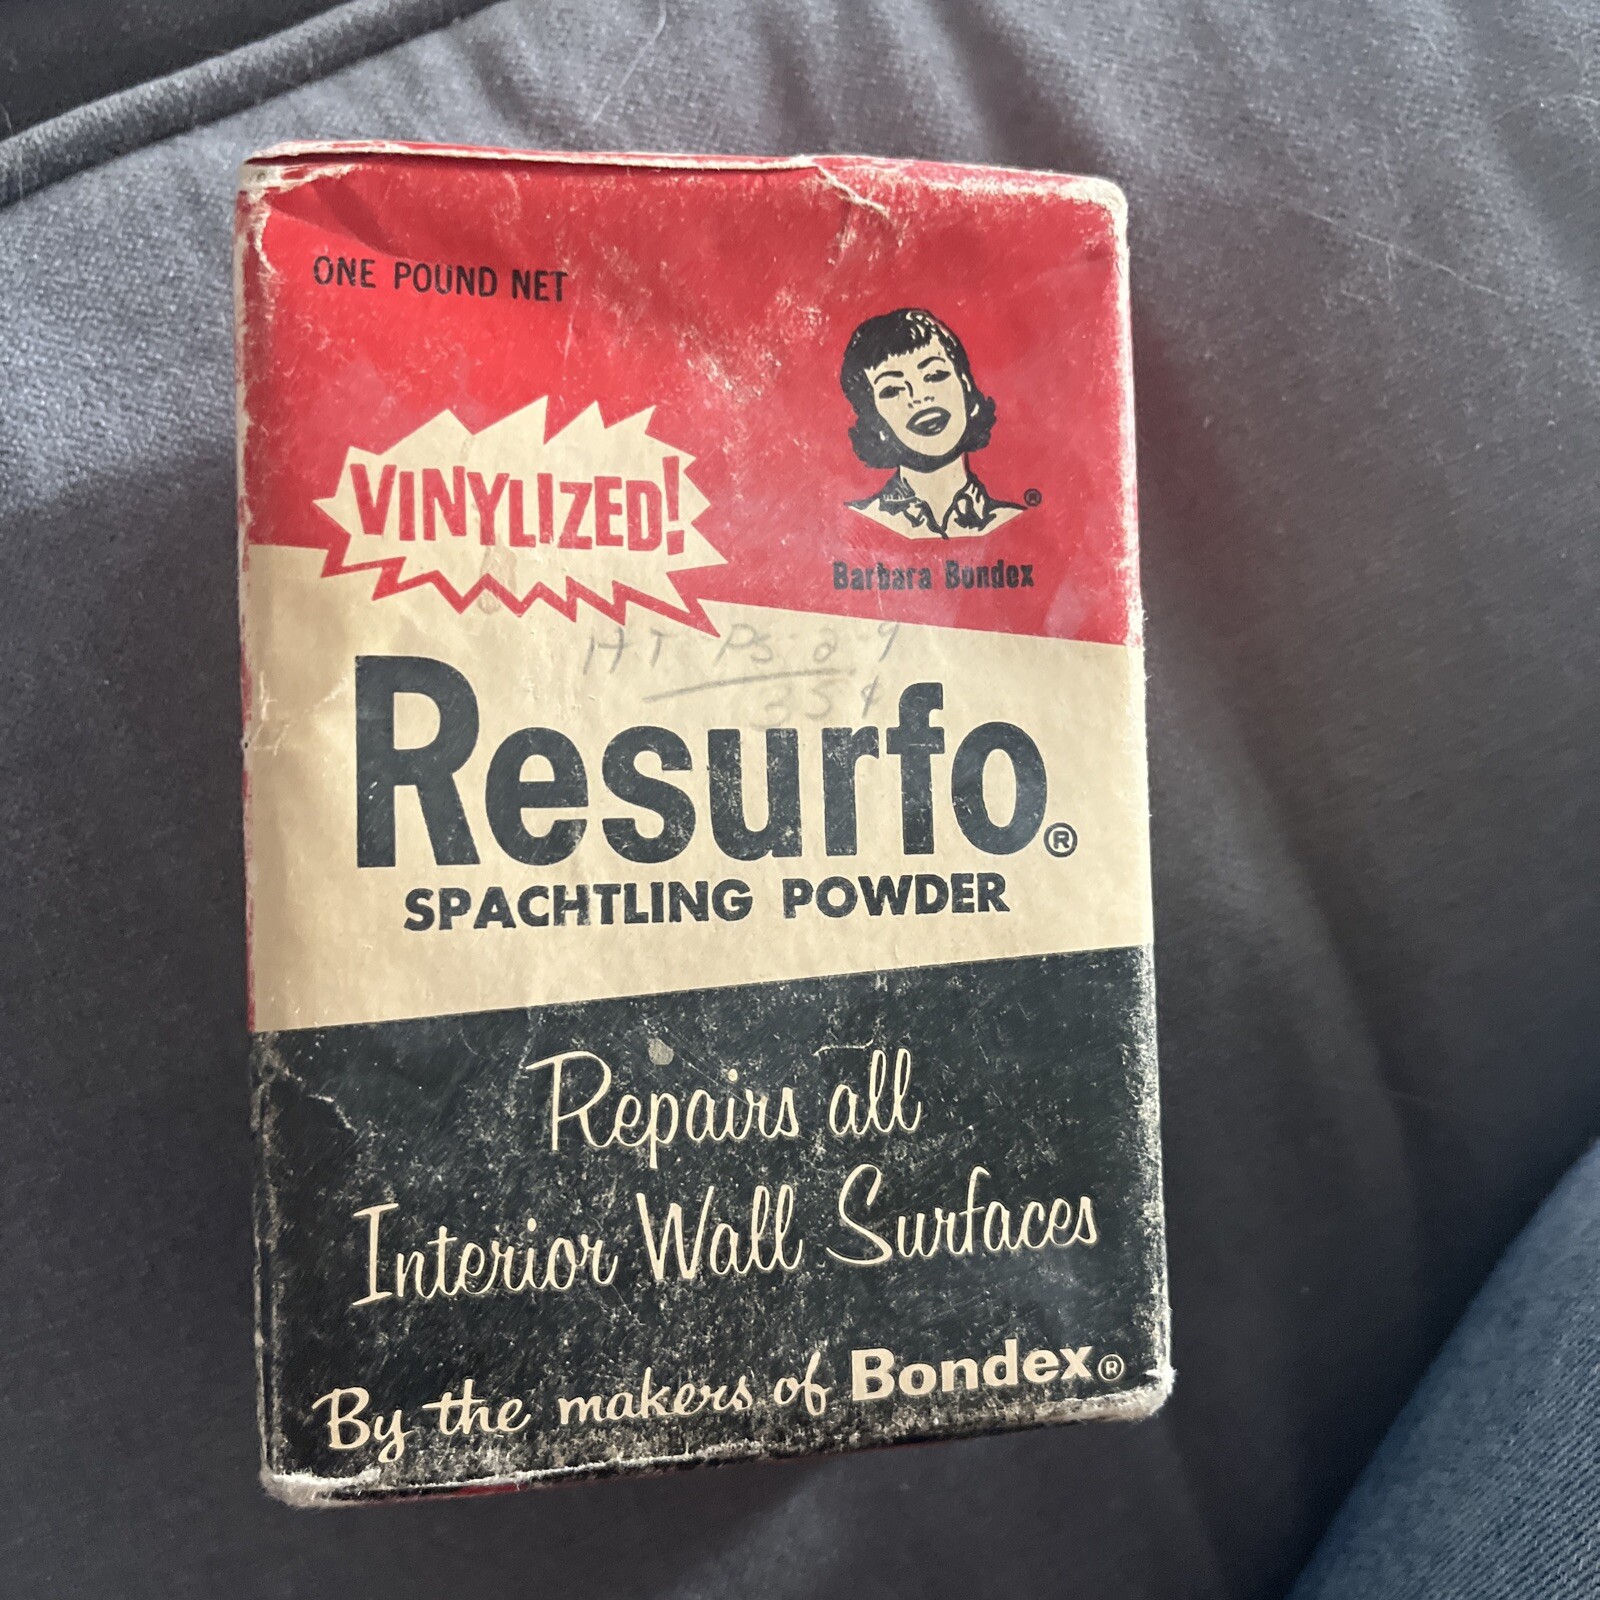 ONE POUND NET
VINYLIZED!
®
Barbara Bondex
35¢
Resurfo®
SPACHTLING POWDER
Repairs all
Interior Wall Surfaces
By the makers of Bondex®